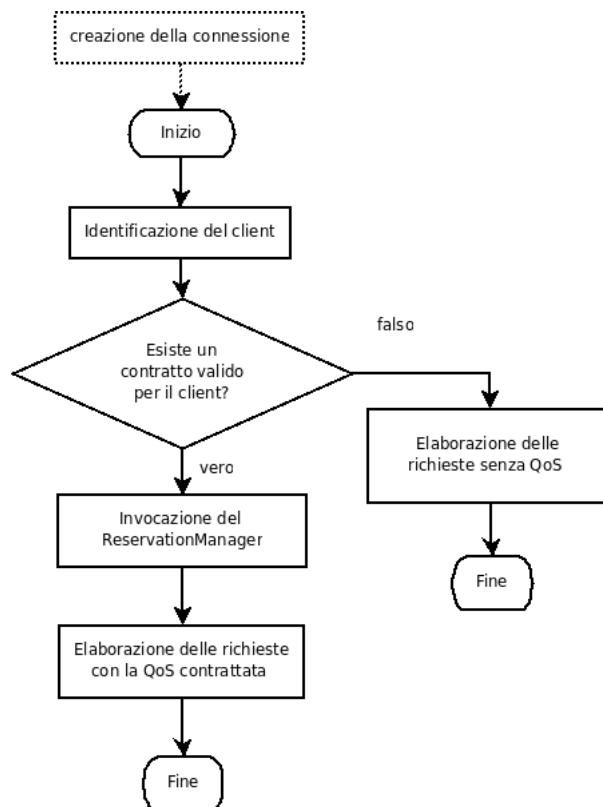 creazione della connessione
Inizio
Identificazione del client
Esiste un
contratto valido
per il client?
falso
Elaborazione delle
richieste senza QoS
vero
Invocazione del
ReservationManager
Fine
Elaborazione delle richieste
con la QoS contrattata
Fine